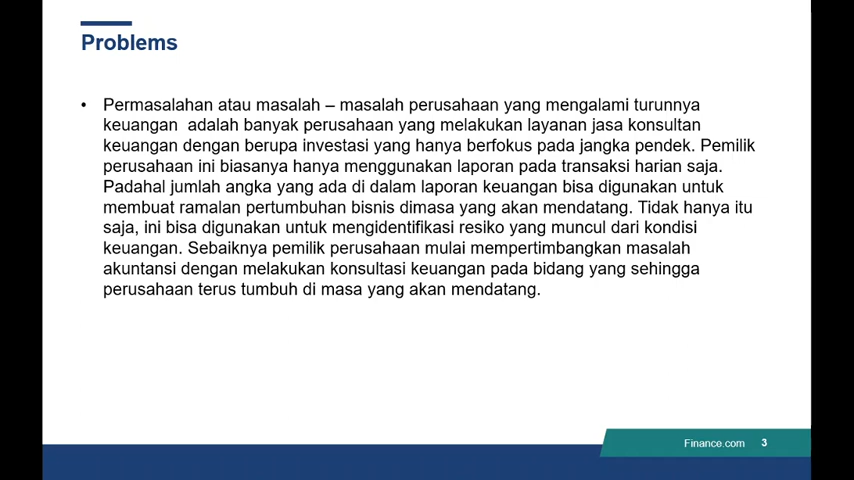 Problems
• Permasalahan atau masalah – masalah perusahaan yang mengalami turunnya
keuangan  adalah banyak perusahaan yang melakukan layanan jasa konsultan
keuangan dengan berupa investasi yang hanya berfokus pada jangka pendek. Pemilik
perusahaan ini biasanya hanya menggunakan laporan pada transaksi harian saja.
Padahal jumlah angka yang ada di dalam laporan keuangan bisa digunakan untuk
membuat ramalan pertumbuhan bisnis dimasa yang akan mendatang. Tidak hanya itu
saja, ini bisa digunakan untuk mengidentifikasi resiko yang muncul dari kondisi
keuangan. Sebaiknya pemilik perusahaan mulai mempertimbangkan masalah
akuntansi dengan melakukan konsultasi keuangan pada bidang yang sehingga
perusahaan terus tumbuh di masa yang akan mendatang.
Finance.com 3